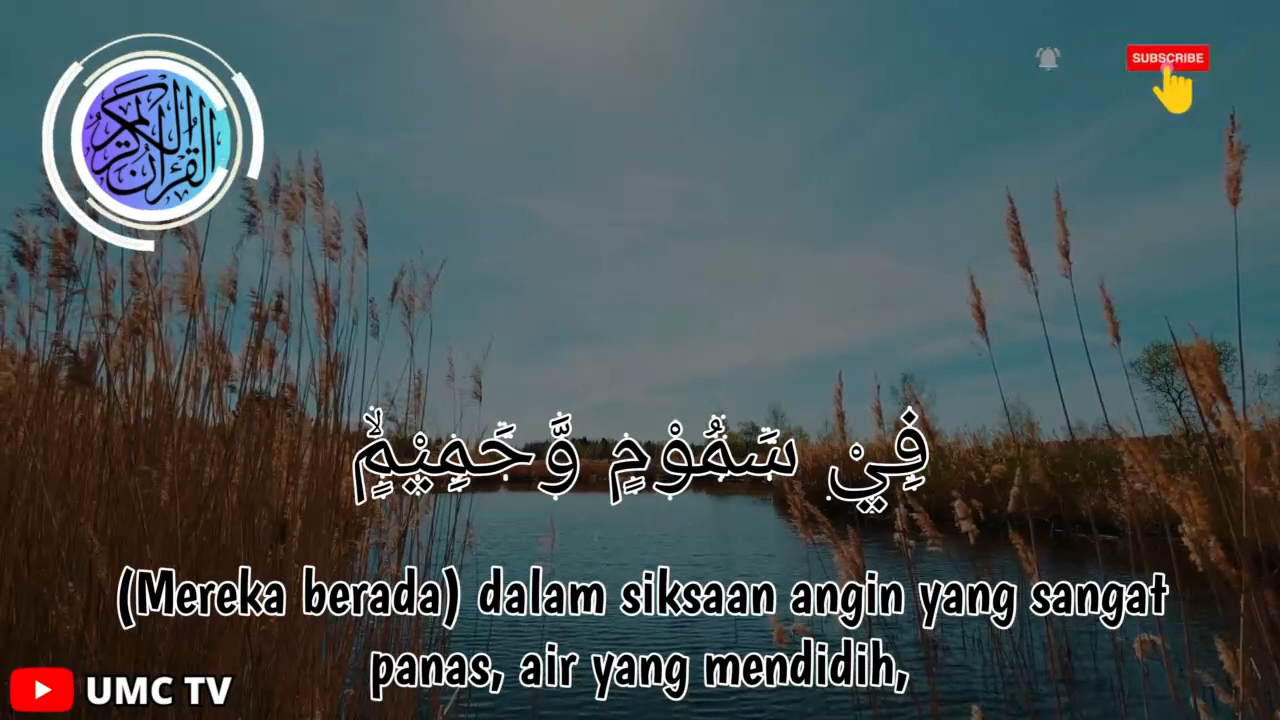 القرآن الكريم
SUBSCRIBE
فِيْ سَمُوْمٍ وَّحَمِيْمٍۙ
(Mereka berada) dalam siksaan angin yang sangat
panas, air yang mendidih,
UMC TV